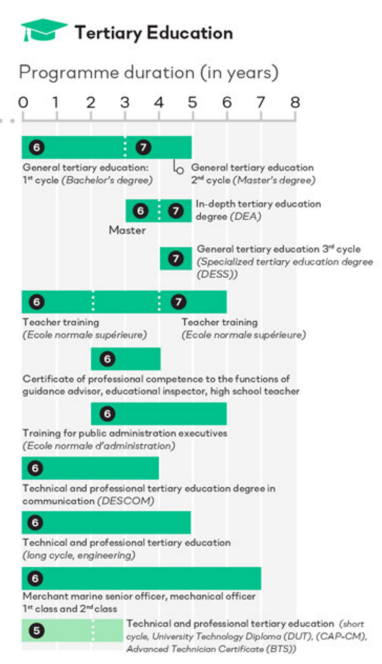 Tertiary Education
Programme duration (in years)
0 1 2 3 4 5 6 7 8
6 7
General tertiary education:
1st cycle (Bachelor's degree)
General tertiary education
2nd cycle (Master's degree)
6 7
In-depth tertiary education
degree (DEA)
Master
7
General tertiary education 3rd cycle
(Specialized tertiary education degree
(DESS))
6 7
Teacher training
(Ecole normale supérieure)
Teacher training
(Ecole normale supérieure)
6
Certificate of professional competence to the functions of
guidance advisor, educational inspector, high school teacher
6
Training for public administration executives
(Ecole normale d'administration)
6
Technical and professional tertiary education degree in
communication (DESCOM)
6
Technical and professional tertiary education
(long cycle, engineering)
6
Merchant marine senior officer, mechanical officer
1st class and 2nd class
5
Technical and professional tertiary education (short
cycle, University Technology Diploma (DUT), (CAP-CM),
Advanced Technician Certificate (BTS))